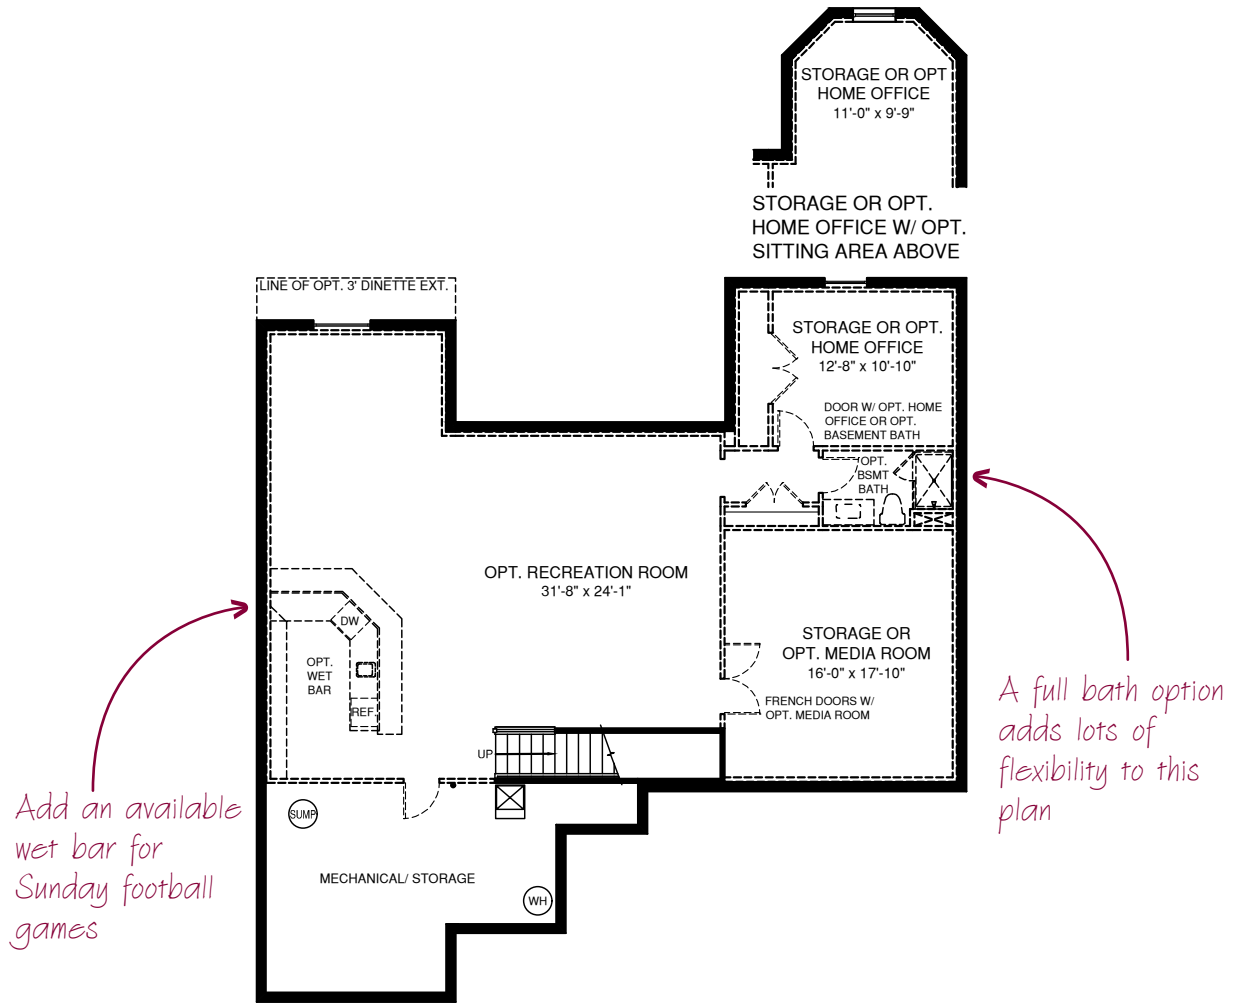 STORAGE OR OPT
HOME OFFICE
11'-0" x 9'-9"
STORAGE OR OPT.
HOME OFFICE W/ OPT.
SITTING AREA ABOVE
LINE OF OPT. 3' DINETTE EXT.
STORAGE OR OPT.
HOME OFFICE
12'-8" x 10'-10"
DOOR W/ OPT. HOME
OFFICE OR OPT.
BASEMENT BATH
OPT.
BSMT
BATH
OPT. RECREATION ROOM
31'-8" x 24'-1"
DW
OPT.
WET
BAR
REF.
STORAGE OR
OPT. MEDIA ROOM
16'-0" x 17'-10"
FRENCH DOORS W/
OPT. MEDIA ROOM
UP
A full bath option
adds lots of
flexibility to this
plan
Add an available
wet bar for
Sunday football
games
SUMP
MECHANICAL/ STORAGE
WH